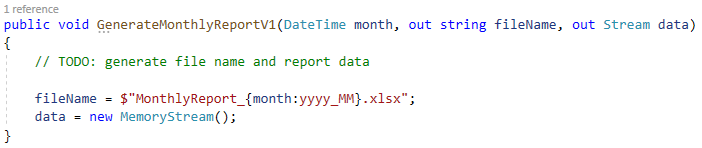 1 reference
public void GenerateMonthlyReportV1(DateTime month, out string fileName, out Stream data)
{
    // TODO: generate file name and report data
    fileName = $"MonthlyReport_{month:yyyy_MM}.xlsx";
    data = new MemoryStream();
}